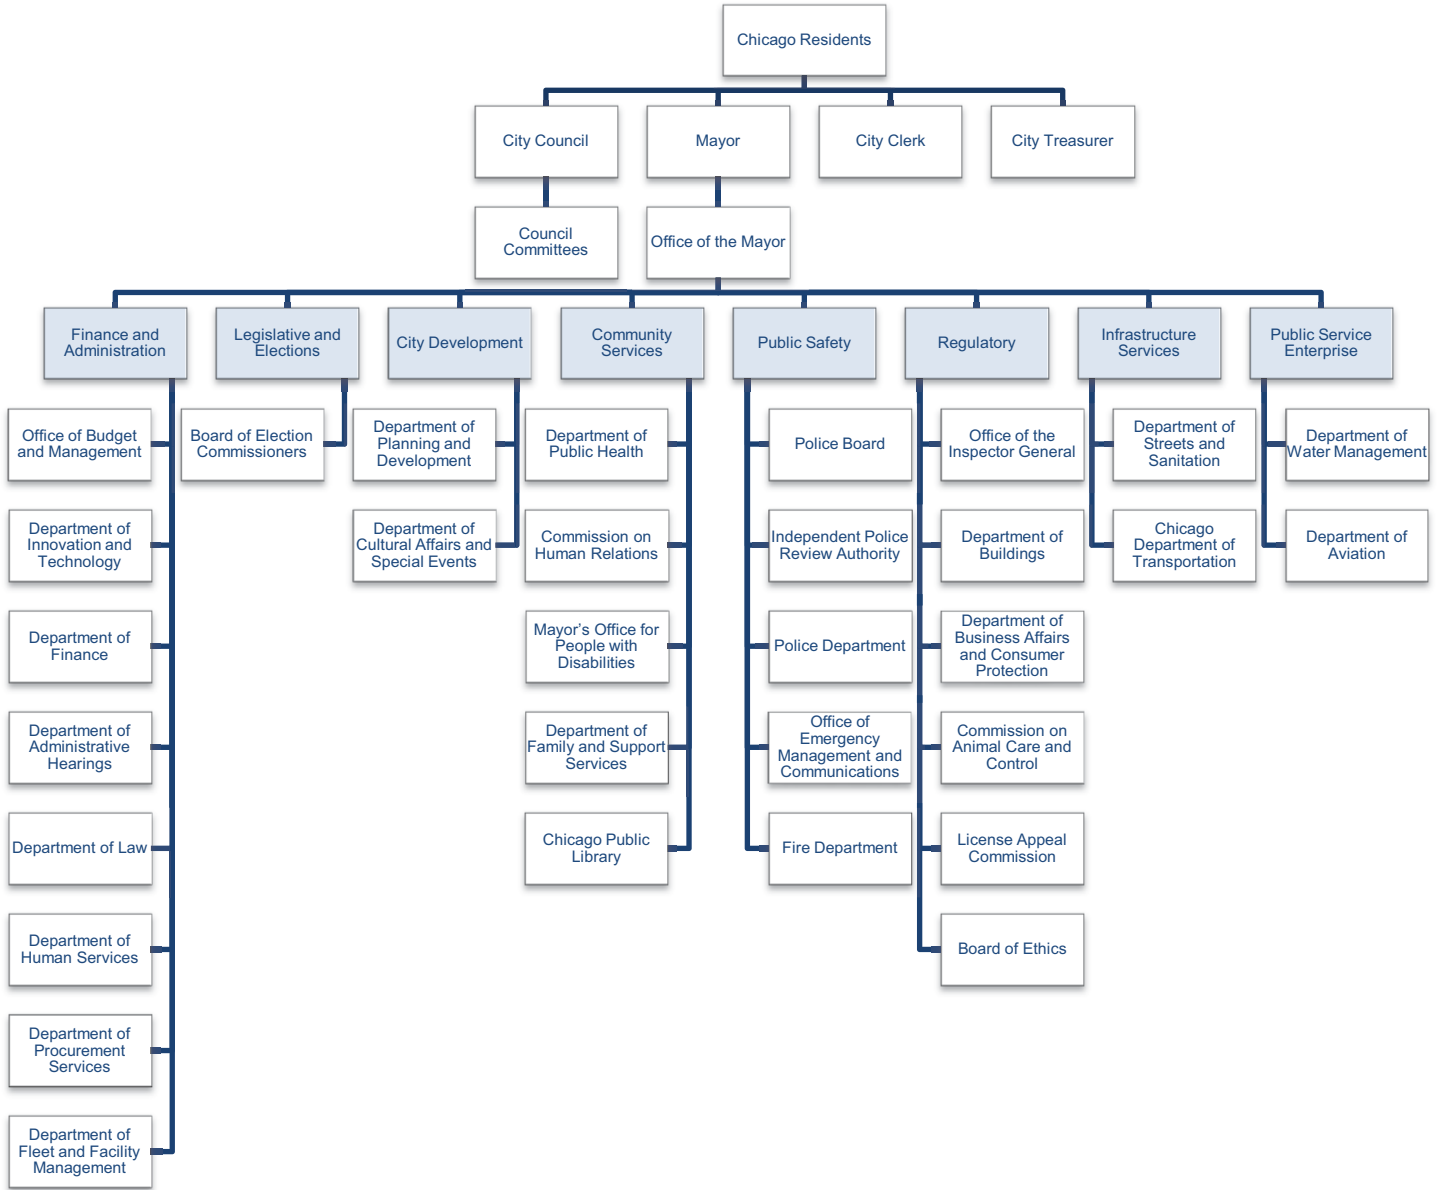 Chicago Residents
City Council
Mayor
City Clerk
City Treasurer
Council
Committees
Office of the Mayor
Finance and
Administration
Legislative and
Elections
City Development
Community
Services
Public Safety
Regulatory
Infrastructure
Services
Public Service
Enterprise
Office of Budget
and Management
Board of Election
Commissioners
Department of
Planning and
Development
Department of
Public Health
Police Board
Office of the
Inspector General
Department of
Streets and
Sanitation
Department of
Water Management
Department of
Innovation and
Technology
Department of
Cultural Affairs and
Special Events
Commission on
Human Relations
Independent Police
Review Authority
Department of
Buildings
Chicago
Department of
Transportation
Department of
Aviation
Department of
Finance
Mayor’s Office for
People with
Disabilities
Police Department
Department of
Business Affairs
and Consumer
Protection
Department of
Administrative
Hearings
Department of
Family and Support
Services
Office of
Emergency
Management and
Communications
Commission on
Animal Care and
Control
Department of Law
Chicago Public
Library
Fire Department
License Appeal
Commission
Department of
Human Services
Board of Ethics
Department of
Procurement
Services
Department of
Fleet and Facility
Management